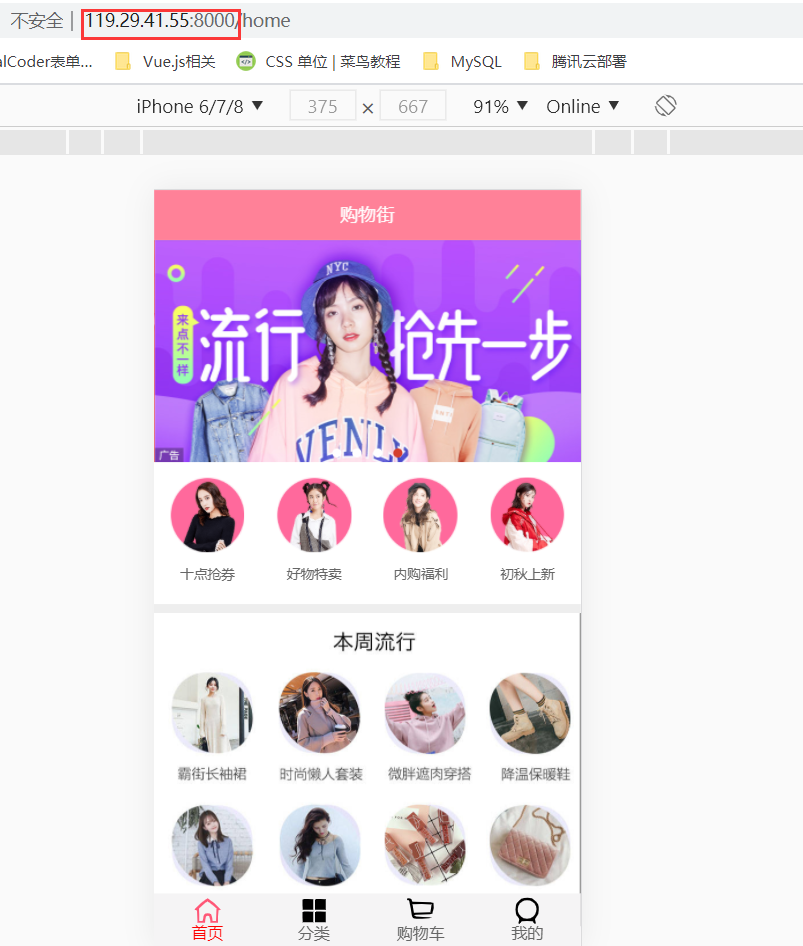 不安全 | 119.29.41.55:8000/home
alCoder表单... Vue.js相关 CSS 单位 | 菜鸟教程 MySQL 腾讯云部署
iPhone 6/7/8 ▼ 375 × 667 91% ▼ Online ▼
购物街
NYC
来点不一样
流行 抢先一步
VENLY
广告
十点抢券 好物特卖 内购福利 初秋上新
本周流行
霸街长袖裙 时尚懒人套装 微胖遮肉穿搭 降温保暖鞋
首页 分类 购物车 我的